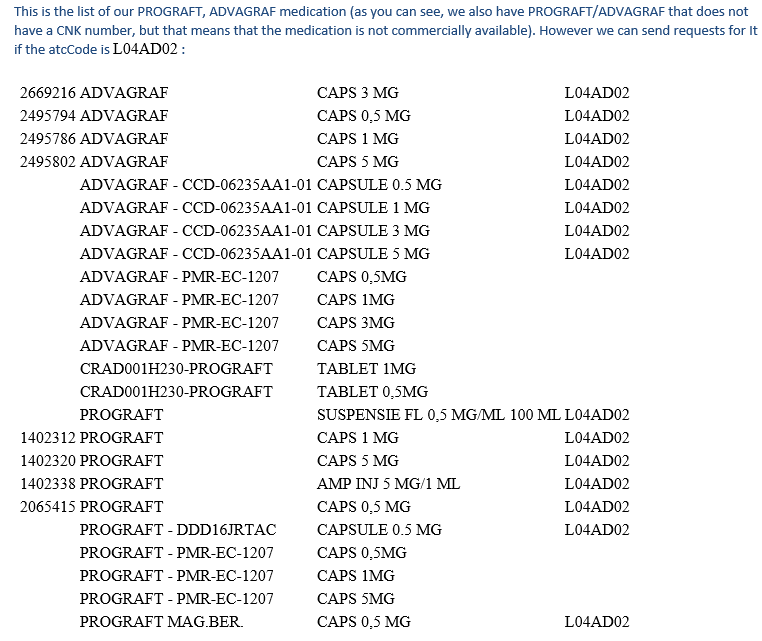 This is the list of our PROGRAFT, ADVAGRAF medication (as you can see, we also have PROGRAFT/ADVAGRAF that does not
have a CNK number, but that means that the medication is not commercially available). However we can send requests for It
if the atcCode is L04AD02 :
2669216 ADVAGRAF CAPS 3 MG L04AD02
2495794 ADVAGRAF CAPS 0,5 MG L04AD02
2495786 ADVAGRAF CAPS 1 MG L04AD02
2495802 ADVAGRAF CAPS 5 MG L04AD02
ADVAGRAF - CCD-06235AA1-01 CAPSULE 0.5 MG L04AD02
ADVAGRAF - CCD-06235AA1-01 CAPSULE 1 MG L04AD02
ADVAGRAF - CCD-06235AA1-01 CAPSULE 3 MG L04AD02
ADVAGRAF - CCD-06235AA1-01 CAPSULE 5 MG L04AD02
ADVAGRAF - PMR-EC-1207 CAPS 0,5MG
ADVAGRAF - PMR-EC-1207 CAPS 1MG
ADVAGRAF - PMR-EC-1207 CAPS 3MG
ADVAGRAF - PMR-EC-1207 CAPS 5MG
CRAD001H230-PROGRAFT TABLET 1MG
CRAD001H230-PROGRAFT TABLET 0,5MG
PROGRAFT SUSPENSIE FL 0,5 MG/ML 100 ML L04AD02
1402312 PROGRAFT CAPS 1 MG L04AD02
1402320 PROGRAFT CAPS 5 MG L04AD02
1402338 PROGRAFT AMP INJ 5 MG/1 ML L04AD02
2065415 PROGRAFT CAPS 0,5 MG L04AD02
PROGRAFT - DDD16JRTAC CAPSULE 0.5 MG L04AD02
PROGRAFT - PMR-EC-1207 CAPS 0,5MG
PROGRAFT - PMR-EC-1207 CAPS 1MG
PROGRAFT - PMR-EC-1207 CAPS 5MG
PROGRAFT MAG.BER. CAPS 0,5 MG L04AD02